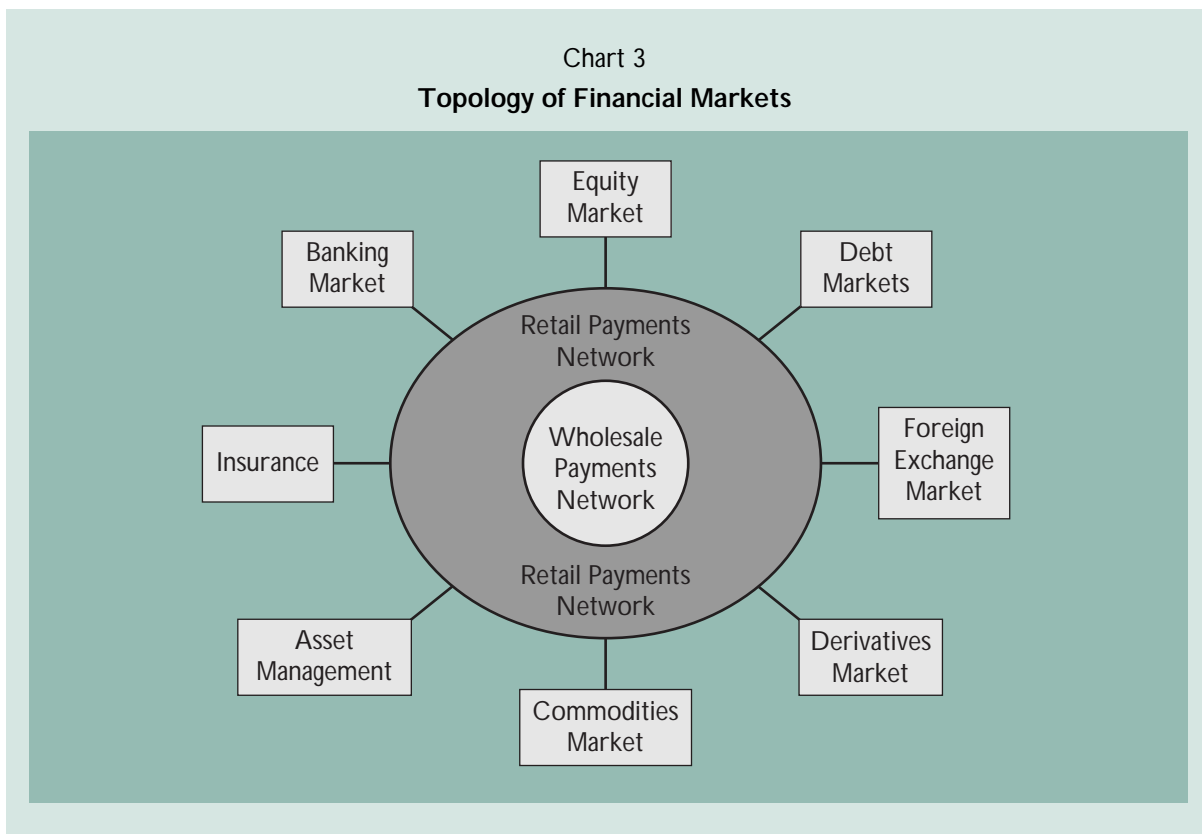 Chart 3
Topology of Financial Markets
Equity
Market
Banking
Market
Debt
Markets
Retail Payments
Network
Insurance
Wholesale
Payments
Network
Foreign
Exchange
Market
Retail Payments
Network
Asset
Management
Derivatives
Market
Commodities
Market